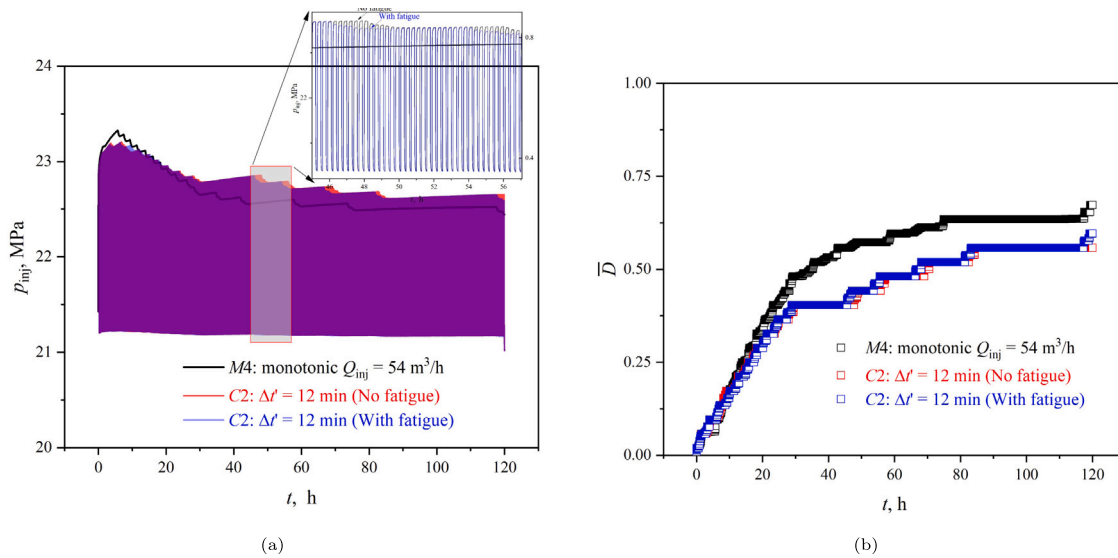 No fatigue
With fatigue
0.8
22
0.4
p_inj, MPa
46 48 50 52 54 56
t, h
24
23
22
21
20
p_inj, MPa
M4: monotonic Q_inj = 54 m³/h
C2: Δt' = 12 min (No fatigue)
C2: Δt' = 12 min (With fatigue)
0 20 40 60 80 100 120
t, h
(a)
1.00
0.75
0.50
0.25
0.00
D̅
M4: monotonic Q_inj = 54 m³/h
C2: Δt' = 12 min (No fatigue)
C2: Δt' = 12 min (With fatigue)
0 20 40 60 80 100 120
t, h
(b)